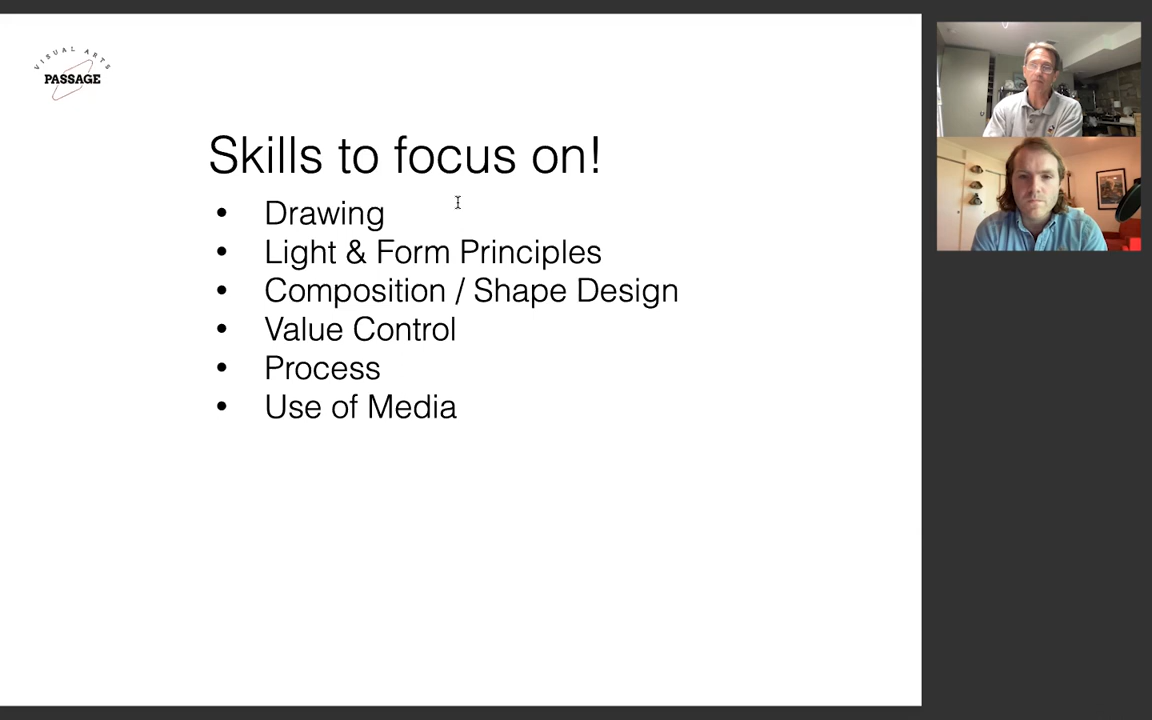 VISUAL ARTS
PASSAGE
Skills to focus on!
• Drawing
• Light & Form Principles
• Composition / Shape Design
• Value Control
• Process
• Use of Media